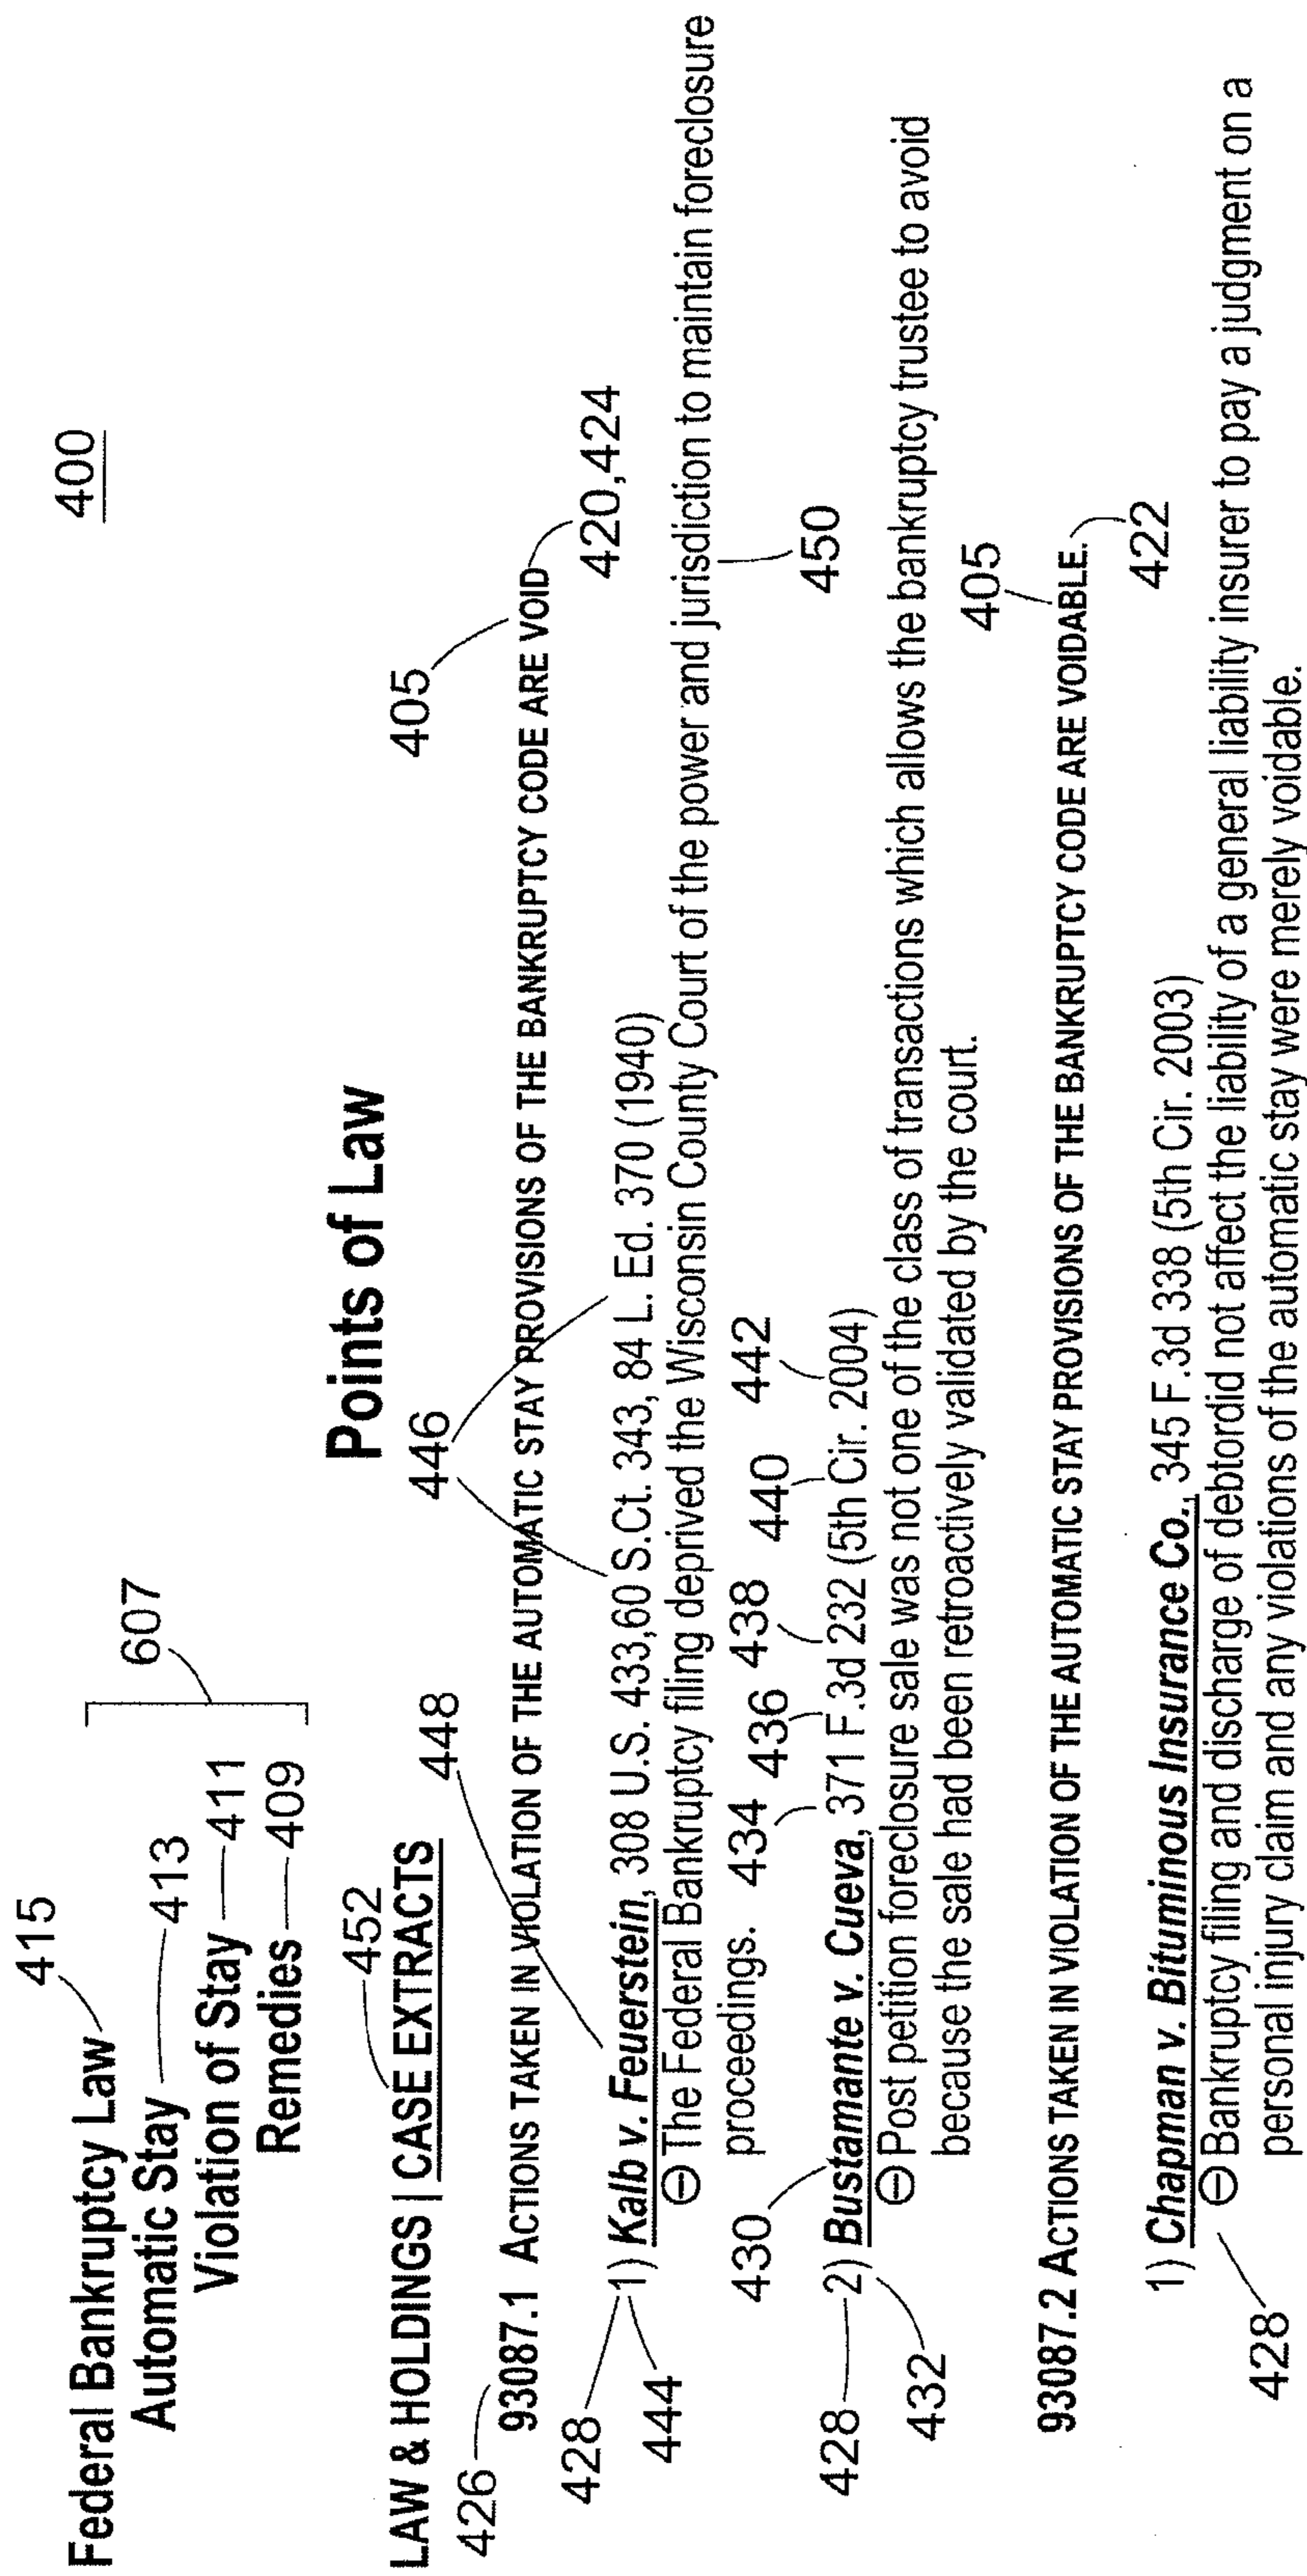 400
415
Federal Bankruptcy Law
Automatic Stay 413
Violation of Stay 411
Remedies 409
607
Points of Law
452
LAW & HOLDINGS | CASE EXTRACTS
448
446
405
426
93087.1 ACTIONS TAKEN IN VIOLATION OF THE AUTOMATIC STAY PROVISIONS OF THE BANKRUPTCY CODE ARE VOID
420,424
428
444
1) Kalb v. Feuerstein, 308 U.S. 433,60 S.Ct. 343, 84 L. Ed. 370 (1940)
⊖ The Federal Bankruptcy filing deprived the Wisconsin County Court of the power and jurisdiction to maintain foreclosure
proceedings.
450
430
434 436 438 440 442
428 2) Bustamante v. Cueva, 371 F.3d 232 (5th Cir. 2004)
432
⊖ Post petition foreclosure sale was not one of the class of transactions which allows the bankruptcy trustee to avoid
because the sale had been retroactively validated by the court.
405
93087.2 ACTIONS TAKEN IN VIOLATION OF THE AUTOMATIC STAY PROVISIONS OF THE BANKRUPTCY CODE ARE VOIDABLE.
422
1) Chapman v. Bituminous Insurance Co., 345 F.3d 338 (5th Cir. 2003)
428
⊖ Bankruptcy filing and discharge of debtordid not affect the liability of a general liability insurer to pay a judgment on a
personal injury claim and any violations of the automatic stay were merely voidable.